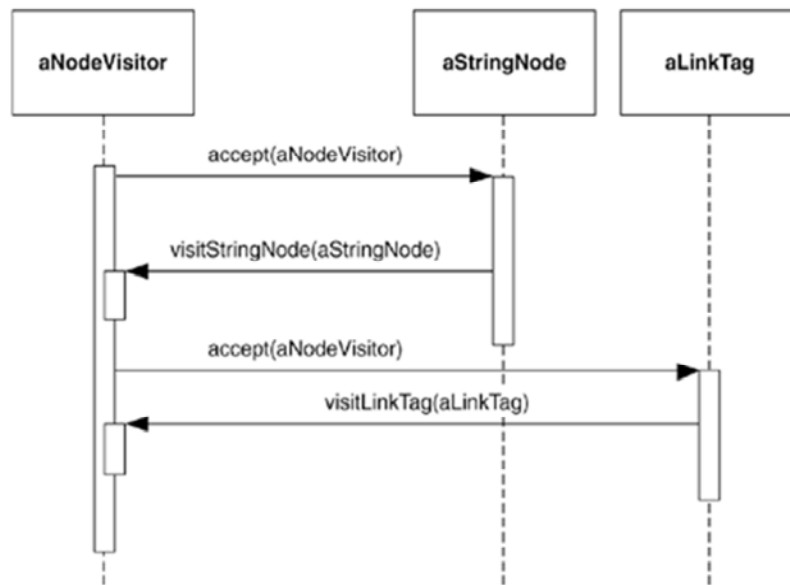 aNodeVisitor
aStringNode
aLinkTag
accept(aNodeVisitor)
visitStringNode(aStringNode)
accept(aNodeVisitor)
visitLinkTag(aLinkTag)